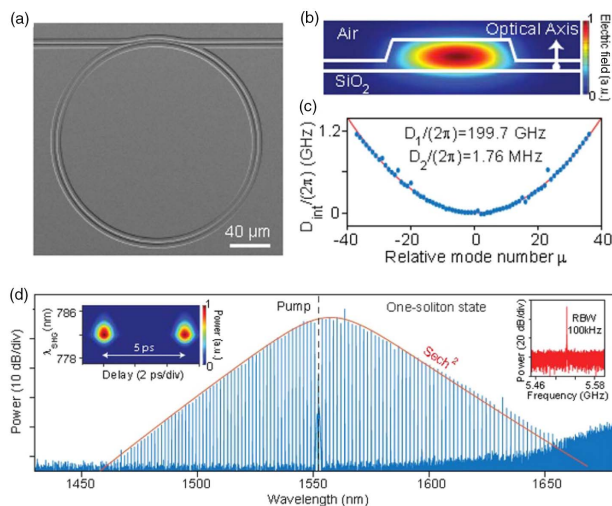 (a)
40 µm
(b)
Air
Optical Axis
SiO2
Electric field (a.u.)
1
0
(c)
D1/(2π)=199.7 GHz
D2/(2π)=1.76 MHz
Dint/(2π) (GHz)
1.2
0
-40 -20 0 20 40
Relative mode number µ
(d)
Pump
One-soliton state
Sech2
λSHG(nm)
786
778
5 ps
Delay (2 ps/div)
1
0
Power (a.u.)
RBW
100kHz
Power (20 dB/div)
5.46 5.58
Frequency (GHz)
Power (10 dB/div)
1450 1500 1550 1600 1650
Wavelength (nm)